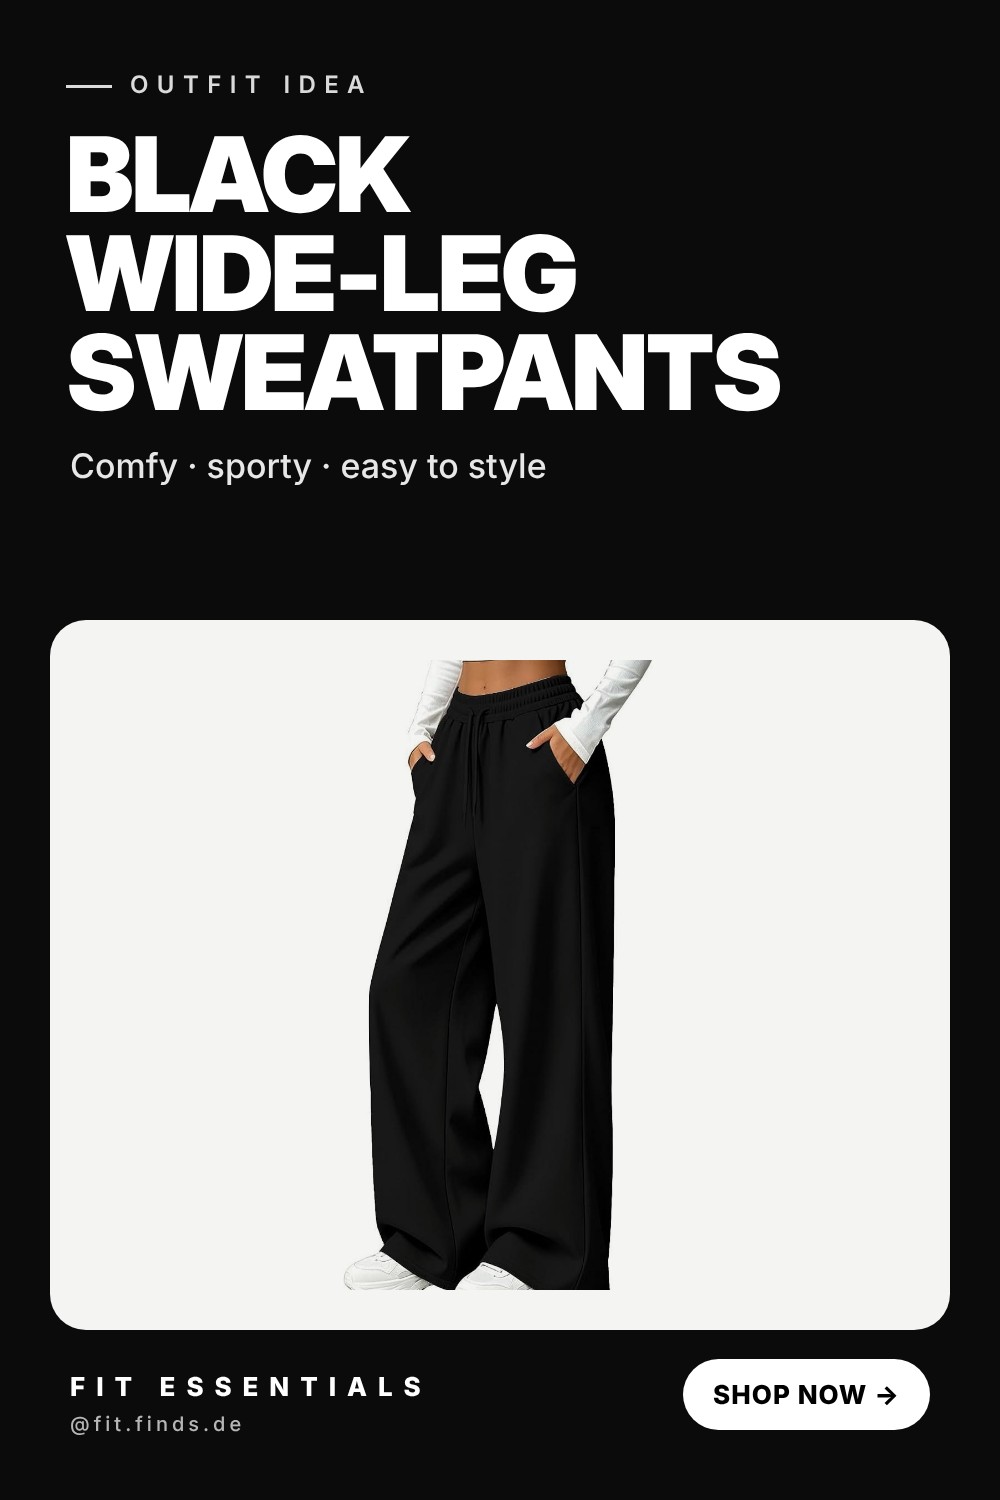 OUTFIT IDEA
BLACK
WIDE-LEG
SWEATPANTS
Comfy · sporty · easy to style
FIT ESSENTIALS
@fit.finds.de
SHOP NOW →